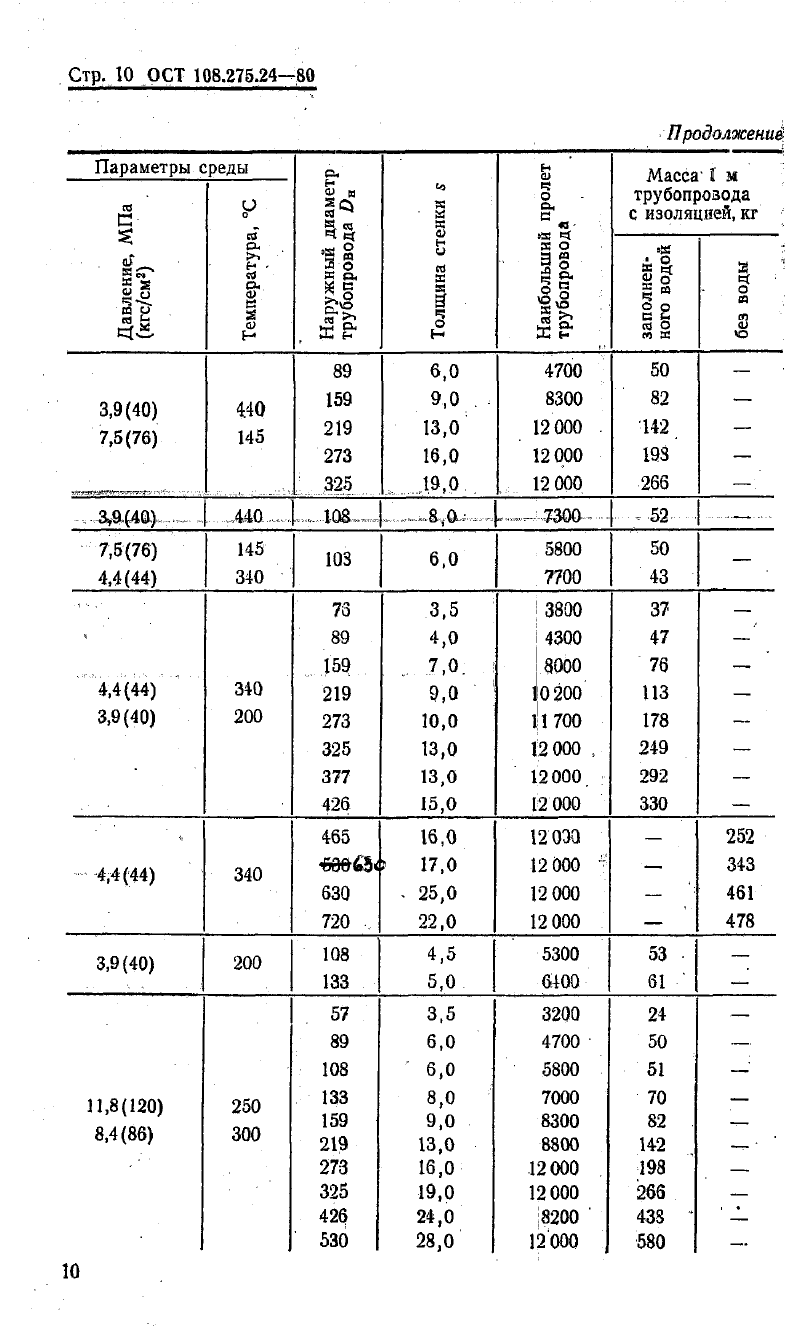 Стр. 10 ОСТ 108.275.24—80
Продолжение
Параметры среды
Давление, МПа (кгс/см²)
Температура, °С
Наружный диаметр трубопровода Dн
Толщина стенки s
Наибольший пролет трубопровода
Масса 1 м
трубопровода
с изоляцией, кг
заполнен-
ного водой
без воды
89 6,0 4700 50 —
159 9,0 8300 82 —
3,9(40) 440
219 13,0 12 000 142 —
7,5(76) 145
273 16,0 12 000 198 —
325 19,0 12 000 266 —
3,9(40) 440 108 8,0 7300 52 —
7,5(76) 145 5800 50
108 6,0 —
4,4(44) 340 7700 43
76 3,5 3800 37 —
89 4,0 4300 47 —
159 7,0 8000 76 —
4,4(44) 340 219 9,0 10 200 113 —
3,9(40) 200 273 10,0 11 700 178 —
325 13,0 12 000 249 —
377 13,0 12 000 292 —
426 15,0 12 000 330 —
465 16,0 12 000 — 252
630 17,0 12 000 — 343
4,4(44) 340
630 25,0 12 000 — 461
720 22,0 12 000 — 478
108 4,5 5300 53 —
3,9(40) 200
133 5,0 6400 61 —
57 3,5 3200 24 —
89 6,0 4700 50 —
108 6,0 5800 51 —
133 8,0 7000 70 —
11,8(120) 250
159 9,0 8300 82 —
8,4(86) 300
219 13,0 8800 142 —
273 16,0 12 000 198 —
325 19,0 12 000 266 —
426 24,0 8200 438 —
530 28,0 12 000 580 —
10